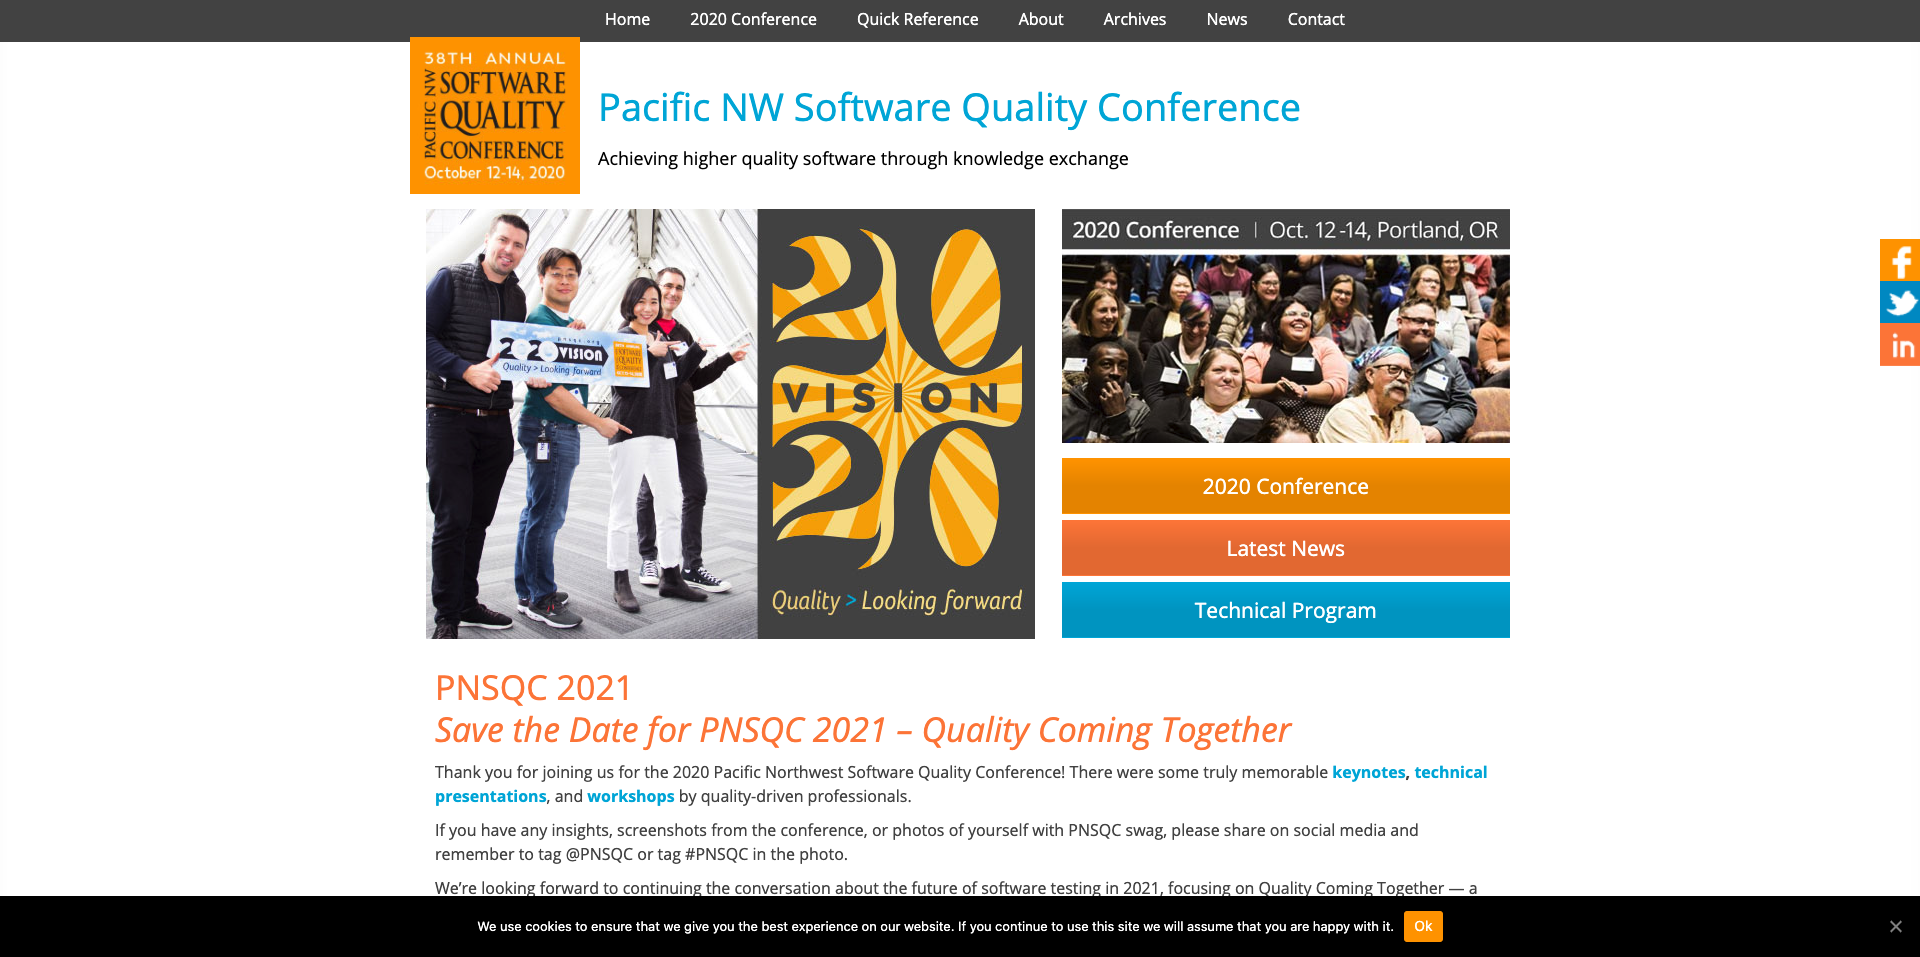 Home 2020 Conference Quick Reference About Archives News Contact
38TH ANNUAL
PACIFIC NW
SOFTWARE
QUALITY
CONFERENCE
October 12-14, 2020
Pacific NW Software Quality Conference
Achieving higher quality software through knowledge exchange
pnsqc.org
2020 VISION
Quality > Looking forward
SOFTWARE
QUALITY
CONFERENCE
20
VISION
20
Quality > Looking forward
2020 Conference | Oct. 12-14, Portland, OR
2020 Conference
Latest News
Technical Program
f
in
PNSQC 2021
Save the Date for PNSQC 2021 – Quality Coming Together
Thank you for joining us for the 2020 Pacific Northwest Software Quality Conference! There were some truly memorable keynotes, technical
presentations, and workshops by quality-driven professionals.
If you have any insights, screenshots from the conference, or photos of yourself with PNSQC swag, please share on social media and
remember to tag @PNSQC or tag #PNSQC in the photo.
We’re looking forward to continuing the conversation about the future of software testing in 2021, focusing on Quality Coming Together — a
We use cookies to ensure that we give you the best experience on our website. If you continue to use this site we will assume that you are happy with it. Ok